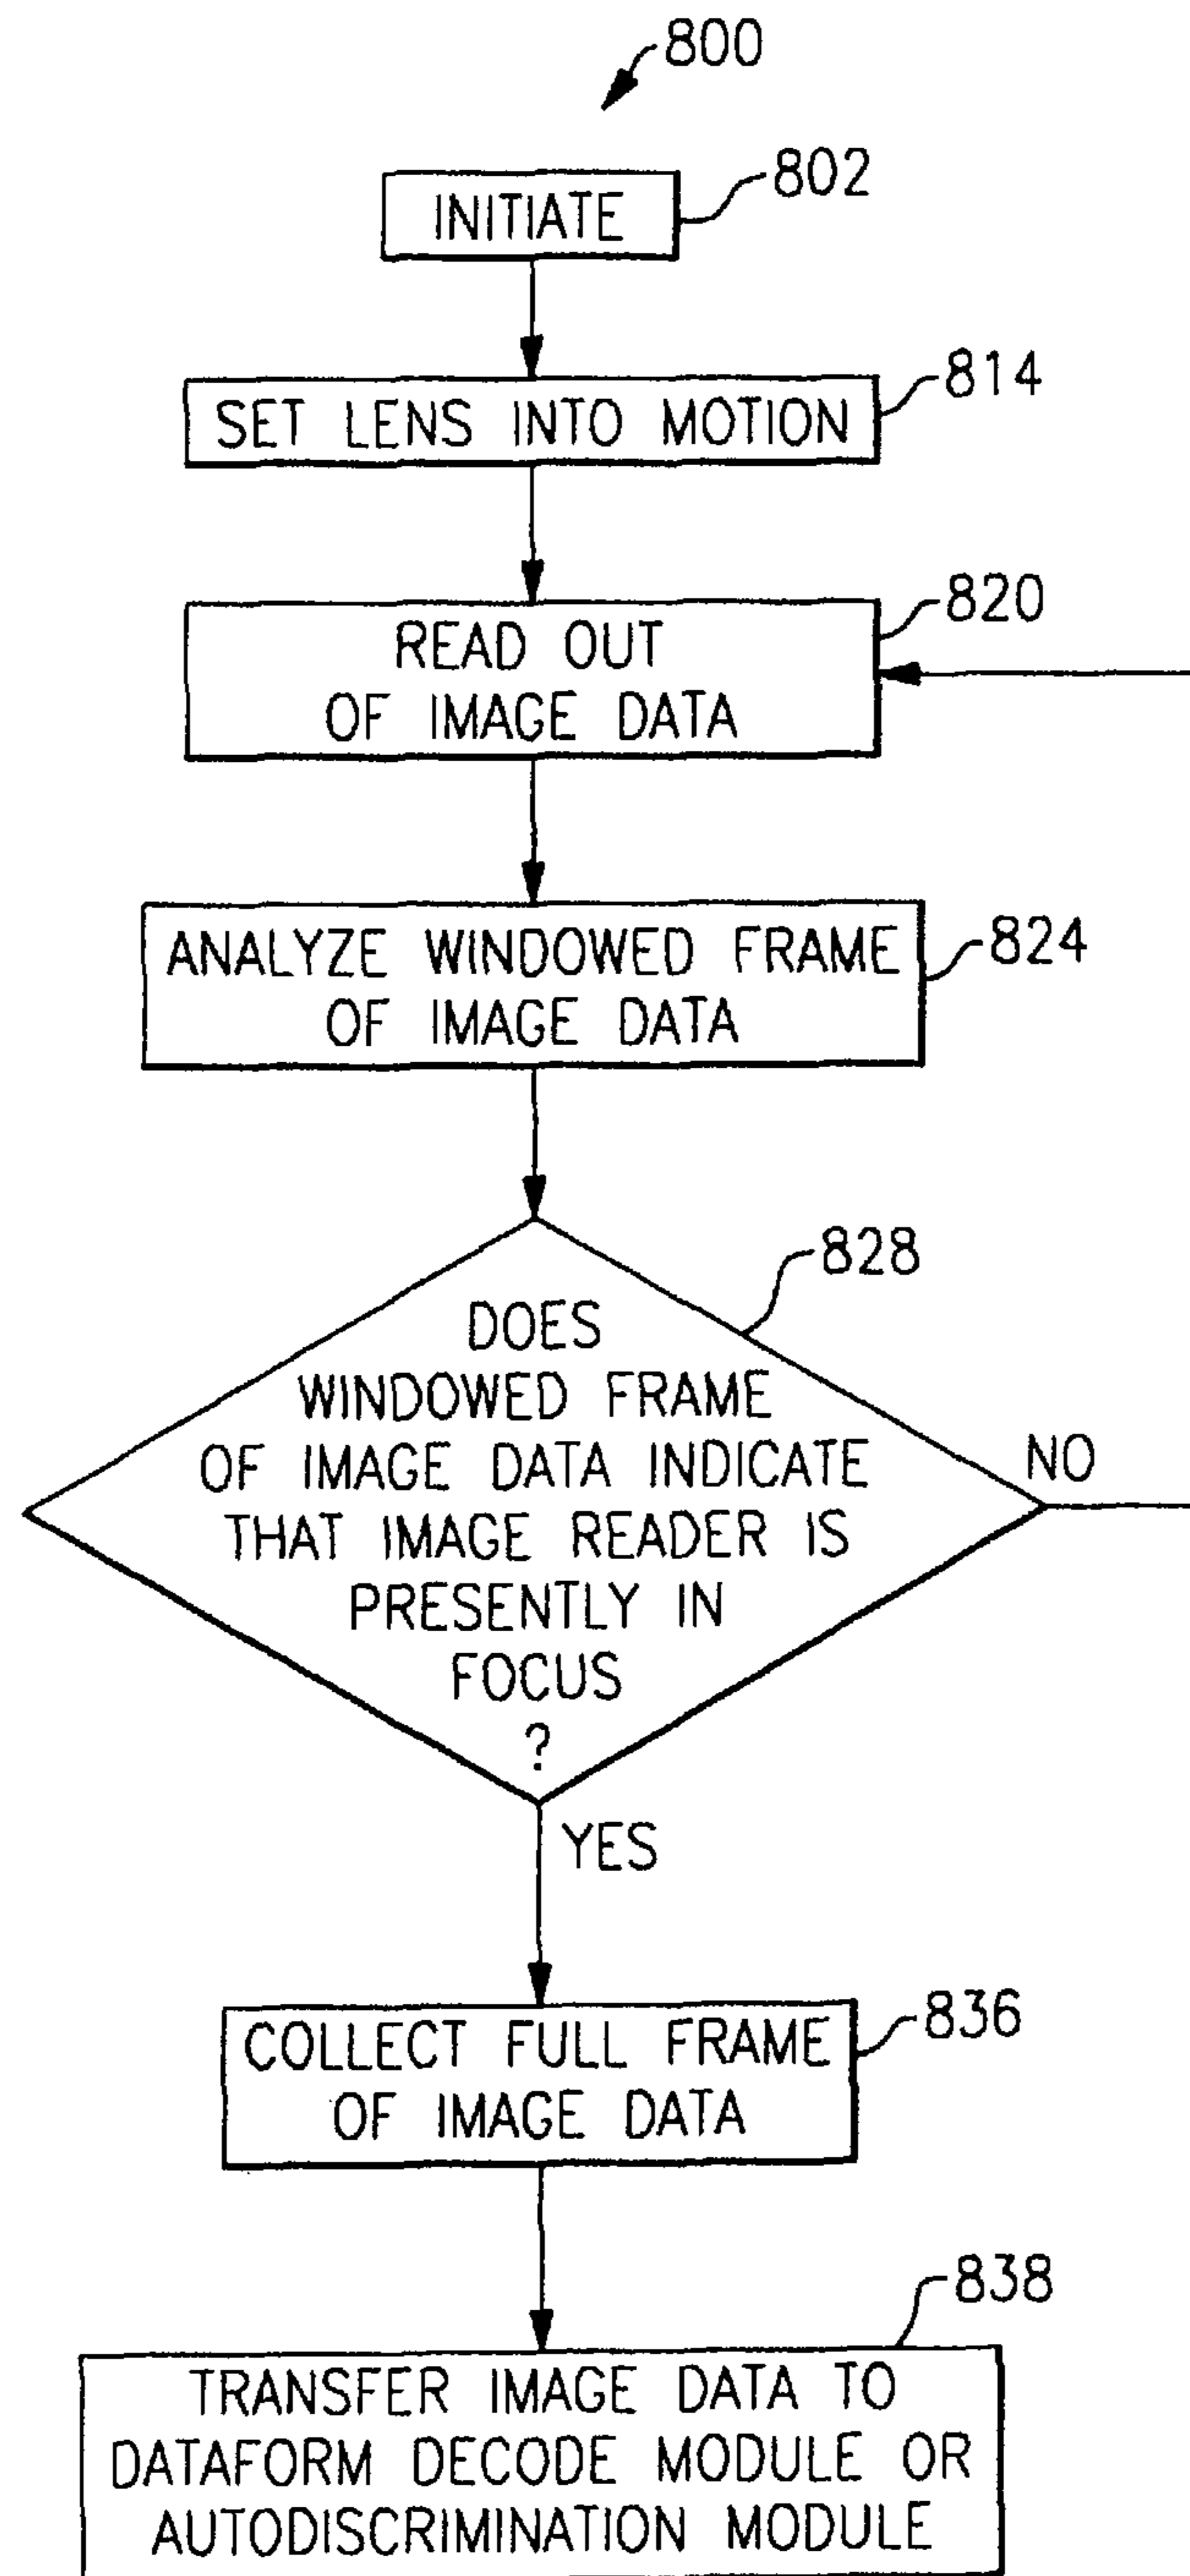 800
INITIATE
802
SET LENS INTO MOTION
814
READ OUT
OF IMAGE DATA
820
ANALYZE WINDOWED FRAME
OF IMAGE DATA
824
DOES
WINDOWED FRAME
OF IMAGE DATA INDICATE
THAT IMAGE READER IS
PRESENTLY IN
FOCUS
?
828
NO
YES
COLLECT FULL FRAME
OF IMAGE DATA
836
TRANSFER IMAGE DATA TO
DATAFORM DECODE MODULE OR
AUTODISCRIMINATION MODULE
838